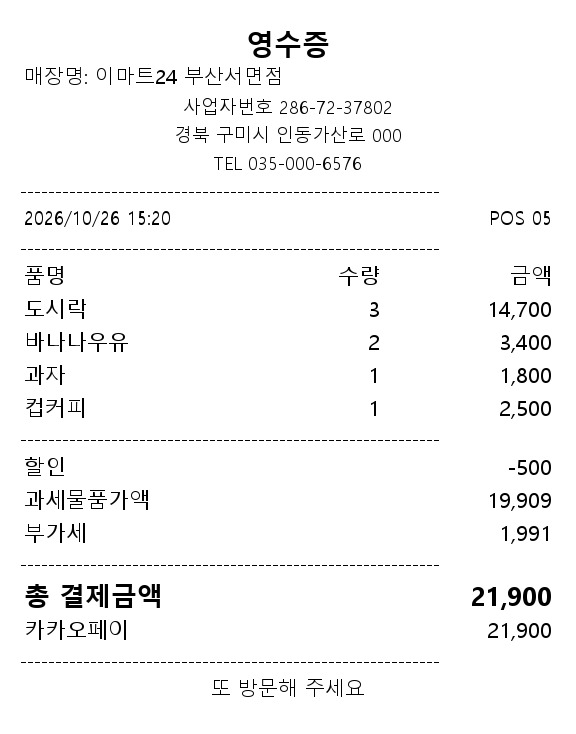 영수증
매장명: 이마트24 부산서면점
사업자번호 286-72-37802
경북 구미시 인동가산로 000
TEL 035-000-6576
2026/10/26 15:20 POS 05
품명 수량 금액
도시락 3 14,700
바나나우유 2 3,400
과자 1 1,800
컵커피 1 2,500
할인 -500
과세물품가액 19,909
부가세 1,991
총 결제금액 21,900
카카오페이 21,900
또 방문해 주세요